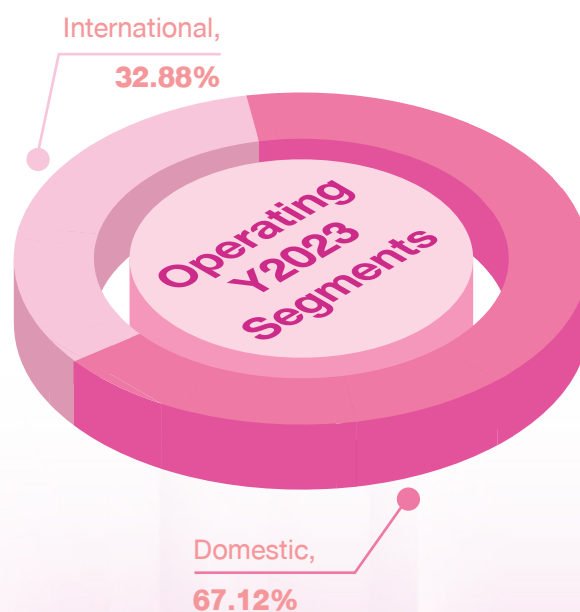 International,
32.88%
Operating
Y2023
Segments
Domestic,
67.12%